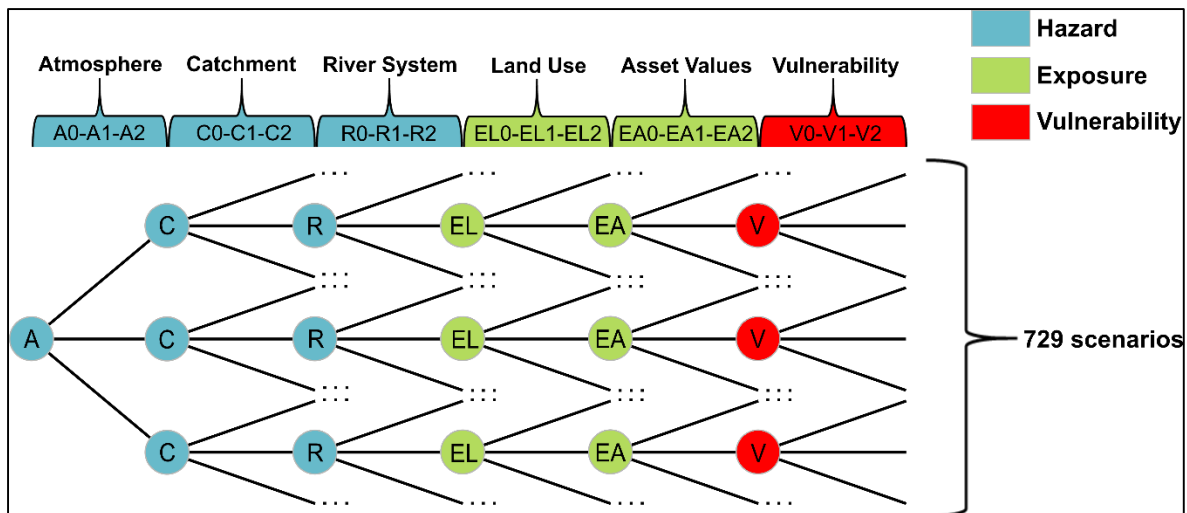 Hazard
Exposure
Vulnerability
Atmosphere Catchment River System Land Use Asset Values Vulnerability
A0-A1-A2 C0-C1-C2 R0-R1-R2 EL0-EL1-EL2 EA0-EA1-EA2 V0-V1-V2
C R EL EA V
A C R EL EA V
C R EL EA V
729 scenarios